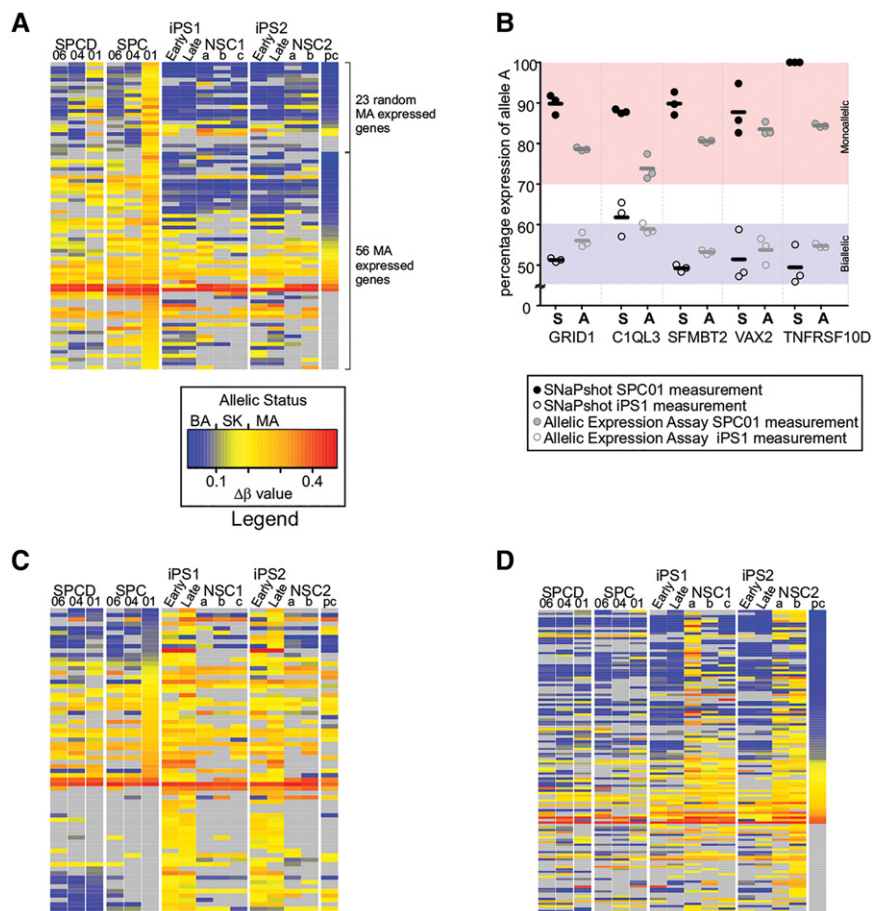 A
SPCD
06 04 01
SPC
06 04 01
iPS1
Early
Late
NSC1
a b c
iPS2
Early
Late
NSC2
a b
pc
23 random
MA expressed
genes
56 MA
expressed
genes
Allelic Status
BA SK MA
0.1 0.4
Δβ value
Legend
B
percentage expression of allele A
100
90
80
70
60
50
0
Monoallelic
Biallelic
S A S A S A S A S A
GRID1 C1QL3 SFMBT2 VAX2 TNFRSF10D
SNaPshot SPC01 measurement
SNaPshot iPS1 measurement
Allelic Expression Assay SPC01 measurement
Allelic Expression Assay iPS1 measurement
C
SPCD
06 04 01
SPC
06 04 01
iPS1
Early
Late
NSC1
a b c
iPS2
Early
Late
NSC2
a b pc
D
SPCD
06 04 01
SPC
06 04 01
iPS1
Early
Late
NSC1
a b c
iPS2
Early
Late
NSC2
a b
pc